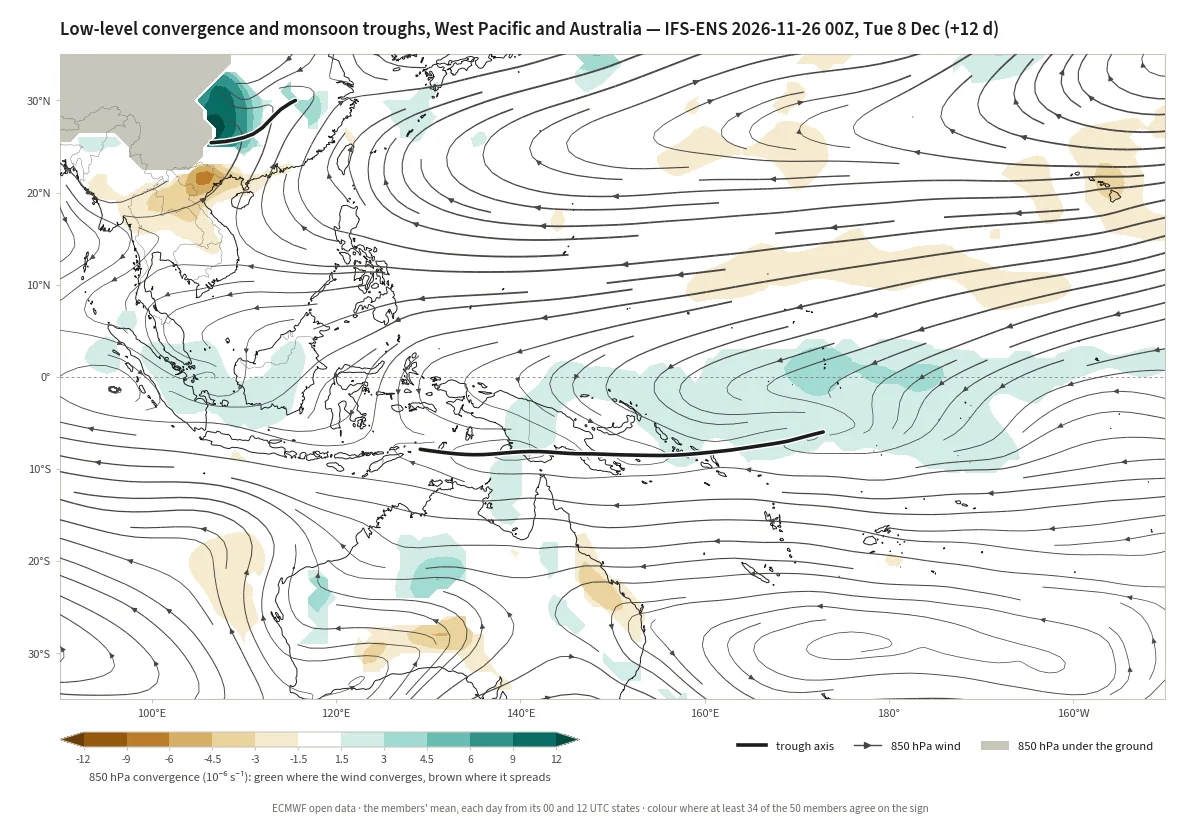 Low-level convergence and monsoon troughs, West Pacific and Australia — IFS-ENS 2026-11-26 00Z, Tue 8 Dec (+12 d)
30°N
20°N
10°N
0°
10°S
20°S
30°S
100°E 120°E 140°E 160°E 180° 160°W
-12 -9 -6 -4.5 -3 -1.5 1.5 3 4.5 6 9 12
850 hPa convergence (10⁻⁶ s⁻¹): green where the wind converges, brown where it spreads
trough axis 850 hPa wind 850 hPa under the ground
ECMWF open data · the members' mean, each day from its 00 and 12 UTC states · colour where at least 34 of the 50 members agree on the sign